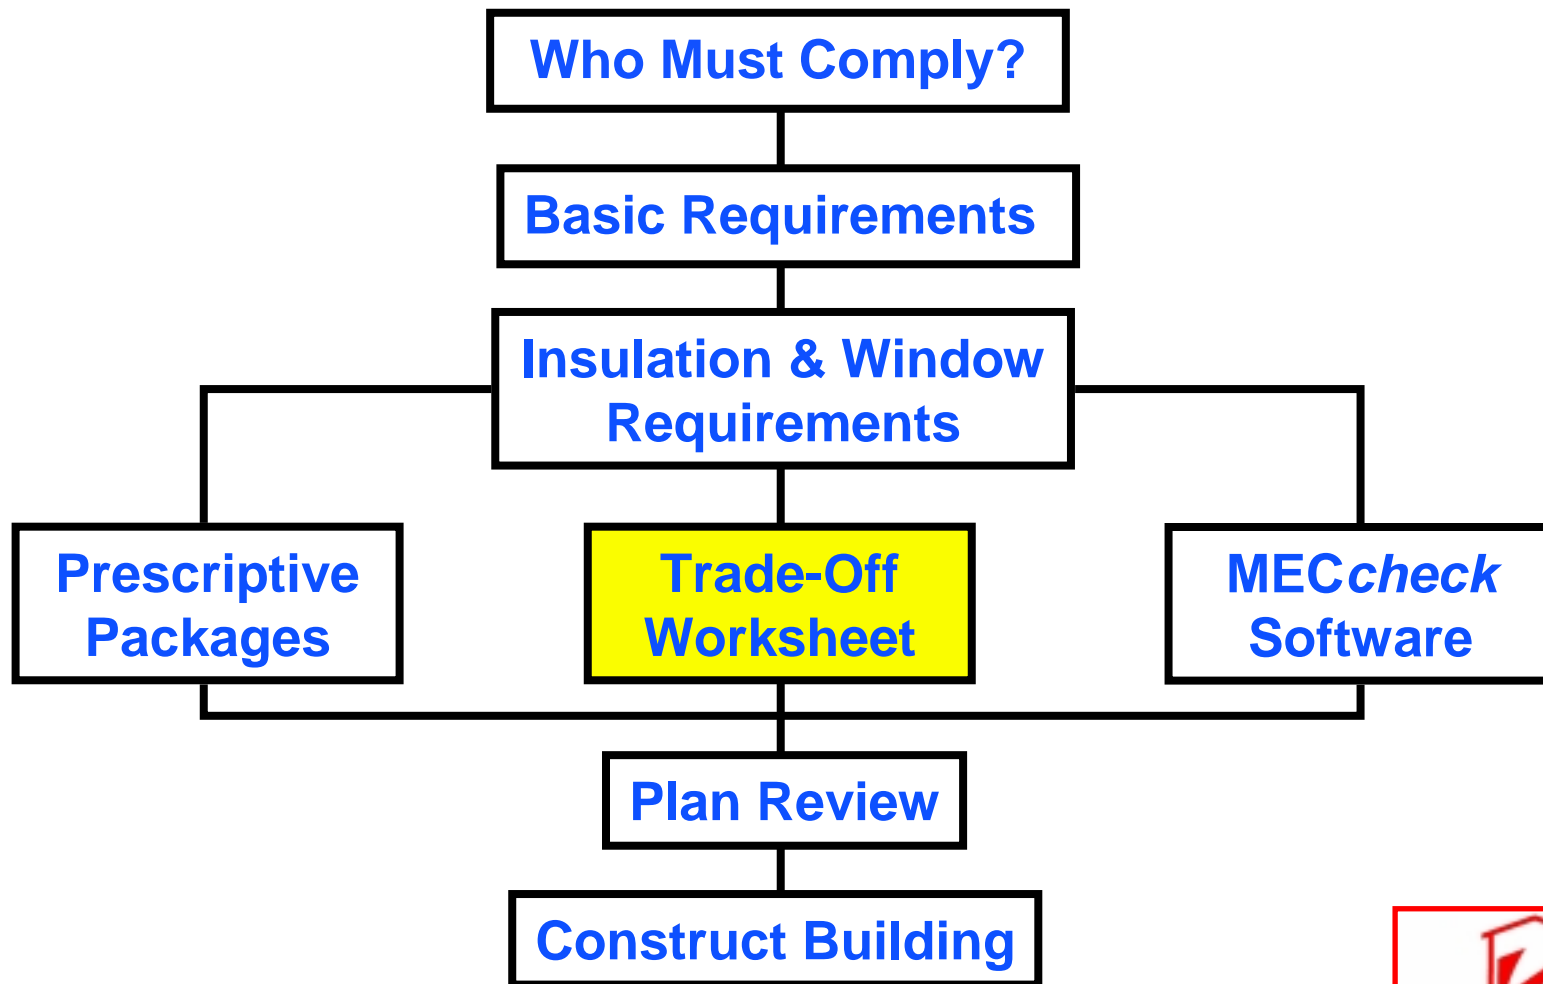 Who Must Comply?
Basic Requirements
Insulation & Window
Requirements
Prescriptive
Packages
Trade-Off
Worksheet
MECcheck
Software
Plan Review
Construct Building